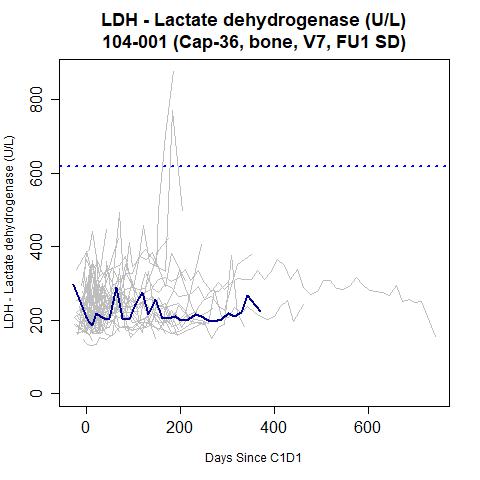 LDH - Lactate dehydrogenase (U/L)
104-001 (Cap-36, bone, V7, FU1 SD)
LDH - Lactate dehydrogenase (U/L)
800
600
400
200
0
0 200 400 600
Days Since C1D1